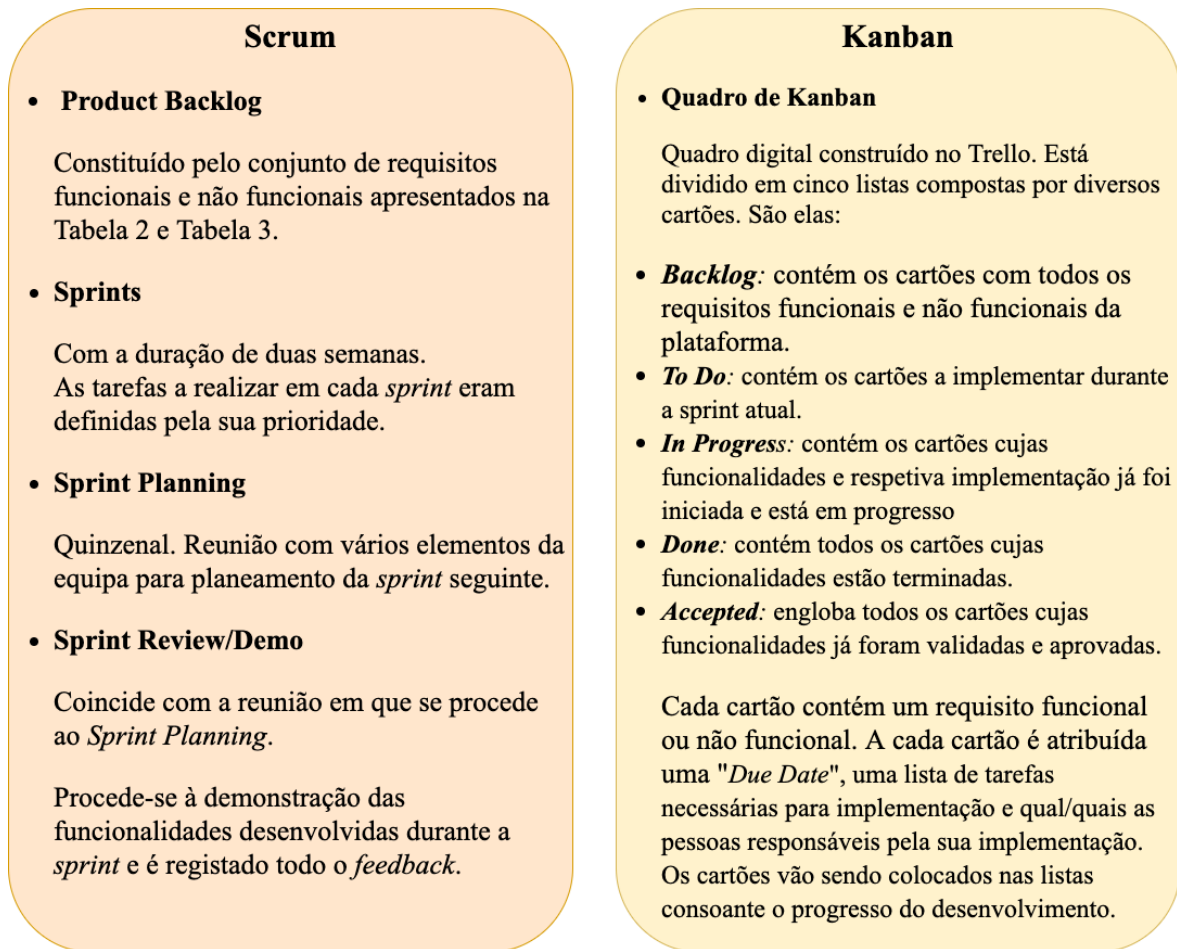 Scrum
• Product Backlog
Constituído pelo conjunto de requisitos
funcionais e não funcionais apresentados na
Tabela 2 e Tabela 3.
• Sprints
Com a duração de duas semanas.
As tarefas a realizar em cada sprint eram
definidas pela sua prioridade.
• Sprint Planning
Quinzenal. Reunião com vários elementos da
equipa para planeamento da sprint seguinte.
• Sprint Review/Demo
Coincide com a reunião em que se procede
ao Sprint Planning.
Procede-se à demonstração das
funcionalidades desenvolvidas durante a
sprint e é registado todo o feedback.
Kanban
• Quadro de Kanban
Quadro digital construído no Trello. Está
dividido em cinco listas compostas por diversos
cartões. São elas:
• Backlog: contém os cartões com todos os
requisitos funcionais e não funcionais da
plataforma.
• To Do: contém os cartões a implementar durante
a sprint atual.
• In Progress: contém os cartões cujas
funcionalidades e respetiva implementação já foi
iniciada e está em progresso
• Done: contém todos os cartões cujas
funcionalidades estão terminadas.
• Accepted: engloba todos os cartões cujas
funcionalidades já foram validadas e aprovadas.
Cada cartão contém um requisito funcional
ou não funcional. A cada cartão é atribuída
uma "Due Date", uma lista de tarefas
necessárias para implementação e qual/quais as
pessoas responsáveis pela sua implementação.
Os cartões vão sendo colocados nas listas
consoante o progresso do desenvolvimento.